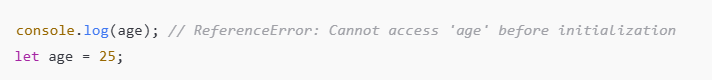 console.log(age); // ReferenceError: Cannot access 'age' before initialization
let age = 25;